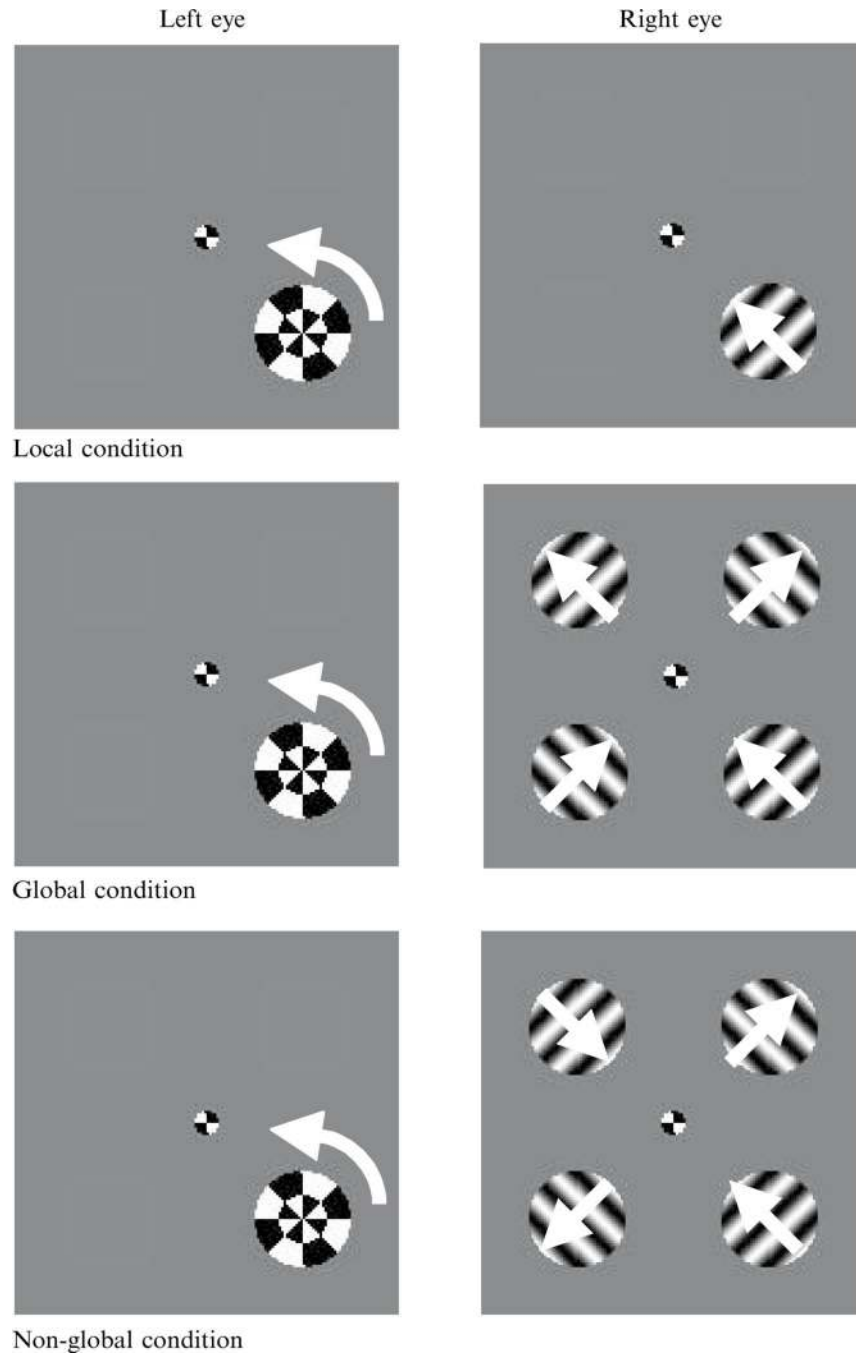 Left eye
Right eye
Local condition
Global condition
Non-global condition